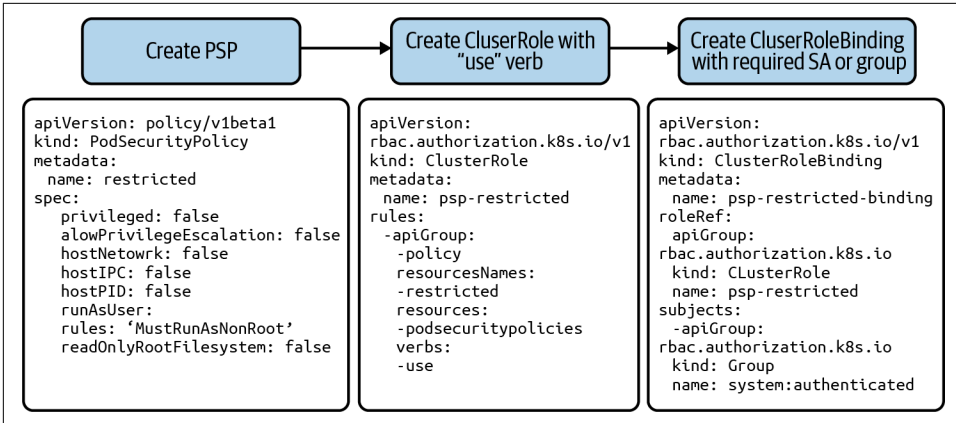 Create PSP
Create CluserRole with
“use” verb
Create CluserRoleBinding
with required SA or group
apiVersion: policy/v1beta1
kind: PodSecurityPolicy
metadata:
name: restricted
spec:
privileged: false
alowPrivilegeEscalation: false
hostNetowrk: false
hostIPC: false
hostPID: false
runAsUser:
rules: ‘MustRunAsNonRoot’
readOnlyRootFilesystem: false
apiVersion:
rbac.authorization.k8s.io/v1
kind: ClusterRole
metadata:
name: psp-restricted
rules:
-apiGroup:
-policy
resourcesNames:
-restricted
resources:
-podsecuritypolicies
verbs:
-use
apiVersion:
rbac.authorization.k8s.io/v1
kind: ClusterRoleBinding
metadata:
name: psp-restricted-binding
roleRef:
apiGroup:
rbac.authorization.k8s.io
kind: CLusterRole
name: psp-restricted
subjects:
-apiGroup:
rbac.authorization.k8s.io
kind: Group
name: system:authenticated